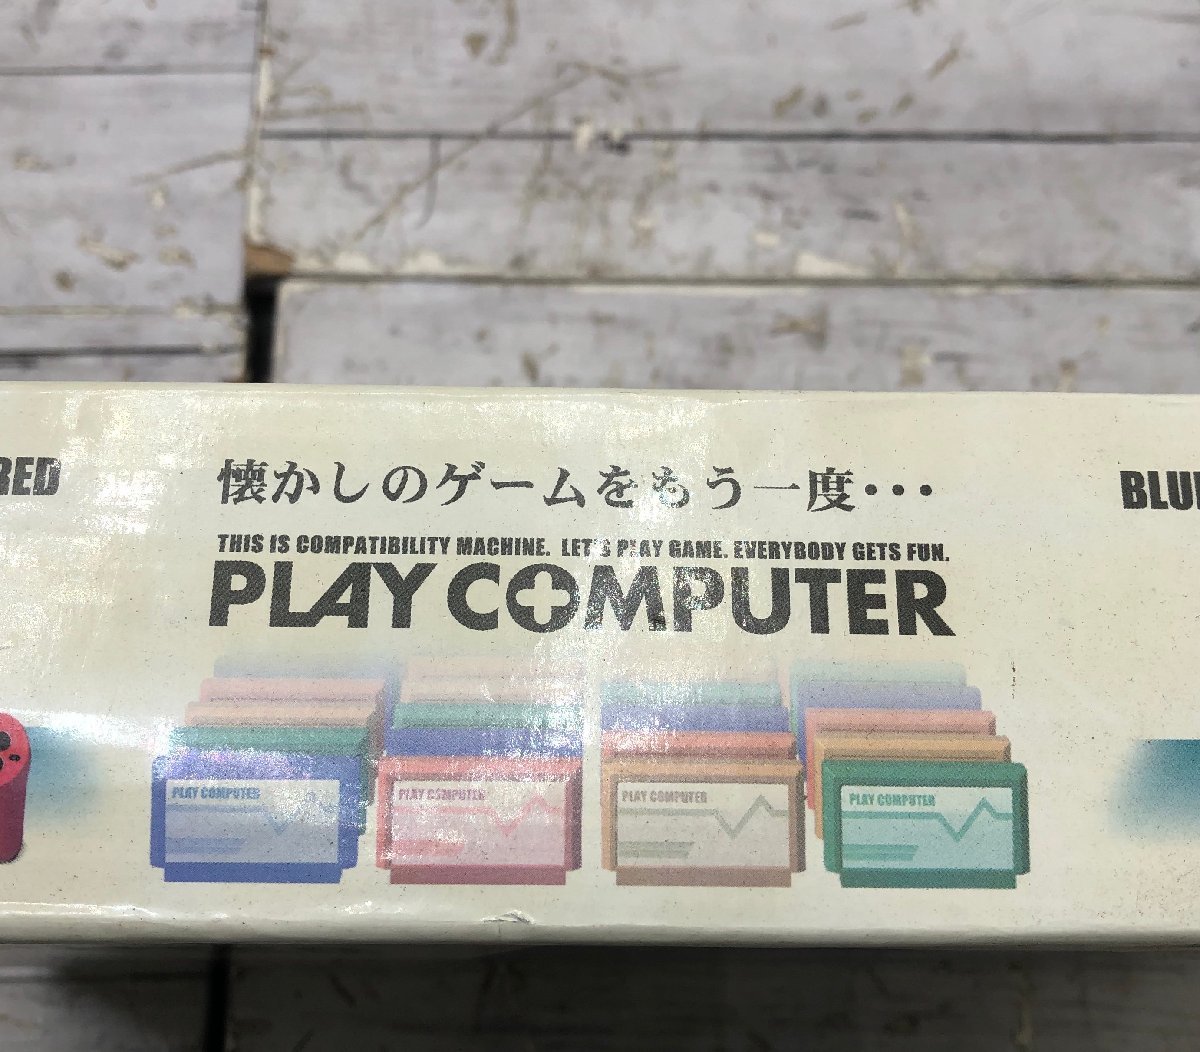 RED
懐かしのゲームをもう一度・・・
BLU
THIS IS COMPATIBILITY MACHINE. LET'S PLAY GAME. EVERYBODY GETS FUN.
PLAY COMPUTER
PLAY COMPUTER
PLAY COMPUTER
PLAY COMPUTER
PLAY COMPUTER